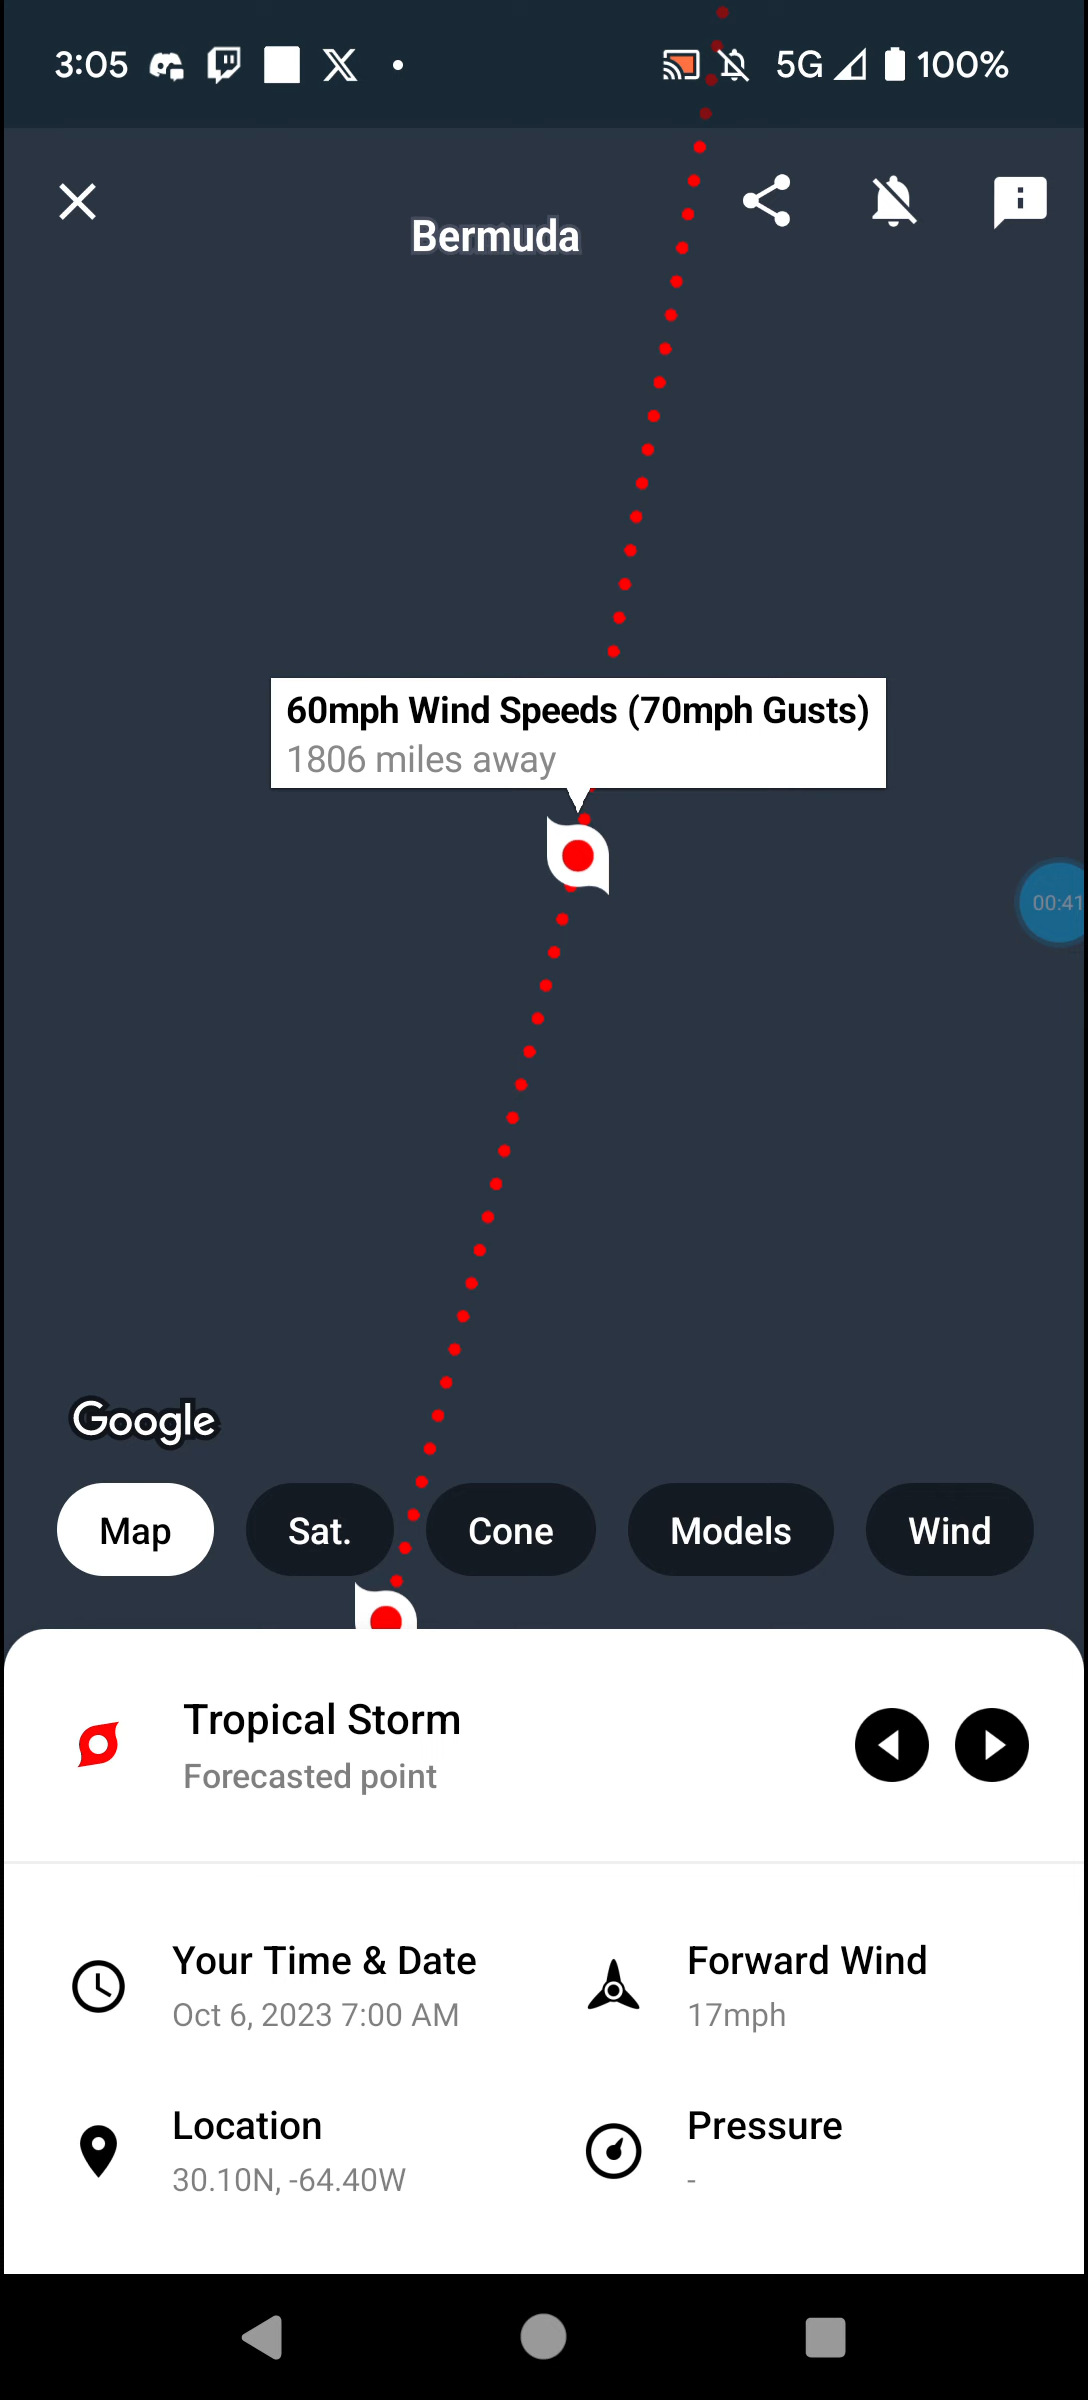 3:05 5G 100%
Bermuda
60mph Wind Speeds (70mph Gusts)
1806 miles away
00:41
Google
Map Sat. Cone Models Wind
Tropical Storm
Forecasted point
Your Time & Date
Oct 6, 2023 7:00 AM
Forward Wind
17mph
Location
30.10N, -64.40W
Pressure
-